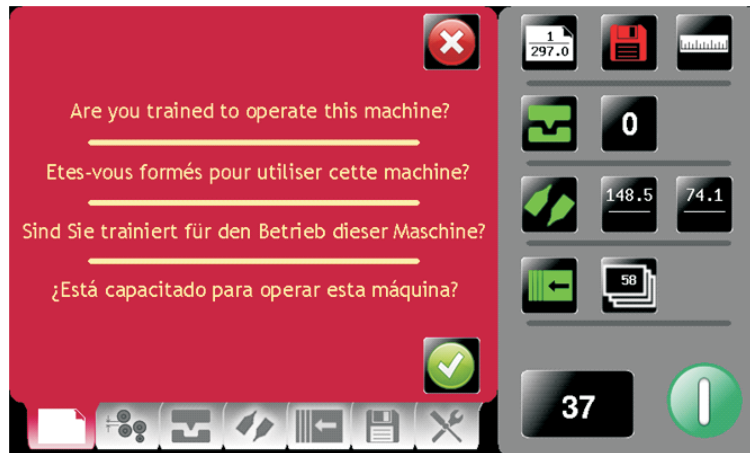 Are you trained to operate this machine?
Etes-vous formés pour utiliser cette machine?
Sind Sie trainiert für den Betrieb dieser Maschine?
¿Está capacitado para operar esta máquina?
1
297.0
0
148.5 74.1
58
37